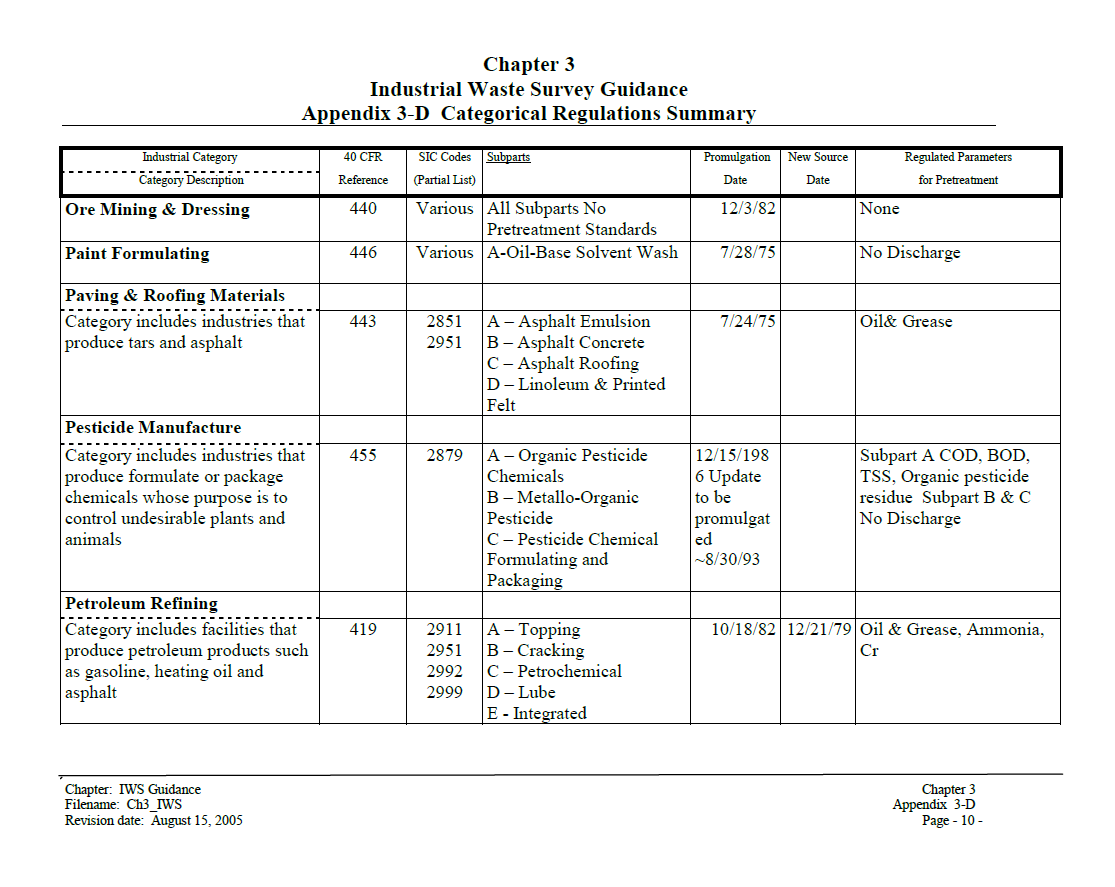 Chapter 3
Industrial Waste Survey Guidance
Appendix 3-D  Categorical Regulations Summary
Industrial Category
Category Description
40 CFR
Reference
SIC Codes
(Partial List)
Subparts
Promulgation
Date
New Source
Date
Regulated Parameters
for Pretreatment
Ore Mining & Dressing
440
Various
All Subparts No
Pretreatment Standards
12/3/82
None
Paint Formulating
446
Various
A-Oil-Base Solvent Wash
7/28/75
No Discharge
Paving & Roofing Materials
Category includes industries that
produce tars and asphalt
443
2851
2951
A – Asphalt Emulsion
B – Asphalt Concrete
C – Asphalt Roofing
D – Linoleum & Printed
Felt
7/24/75
Oil& Grease
Pesticide Manufacture
Category includes industries that
produce formulate or package
chemicals whose purpose is to
control undesirable plants and
animals
455
2879
A – Organic Pesticide
Chemicals
B – Metallo-Organic
Pesticide
C – Pesticide Chemical
Formulating and
Packaging
12/15/198
6 Update
to be
promulgat
ed
~8/30/93
Subpart A COD, BOD,
TSS, Organic pesticide
residue  Subpart B & C
No Discharge
Petroleum Refining
Category includes facilities that
produce petroleum products such
as gasoline, heating oil and
asphalt
419
2911
2951
2992
2999
A – Topping
B – Cracking
C – Petrochemical
D – Lube
E - Integrated
10/18/82
12/21/79
Oil & Grease, Ammonia,
Cr
Chapter:  IWS Guidance
Filename:  Ch3_IWS
Revision date:  August 15, 2005
Chapter 3
Appendix  3-D
Page - 10 -